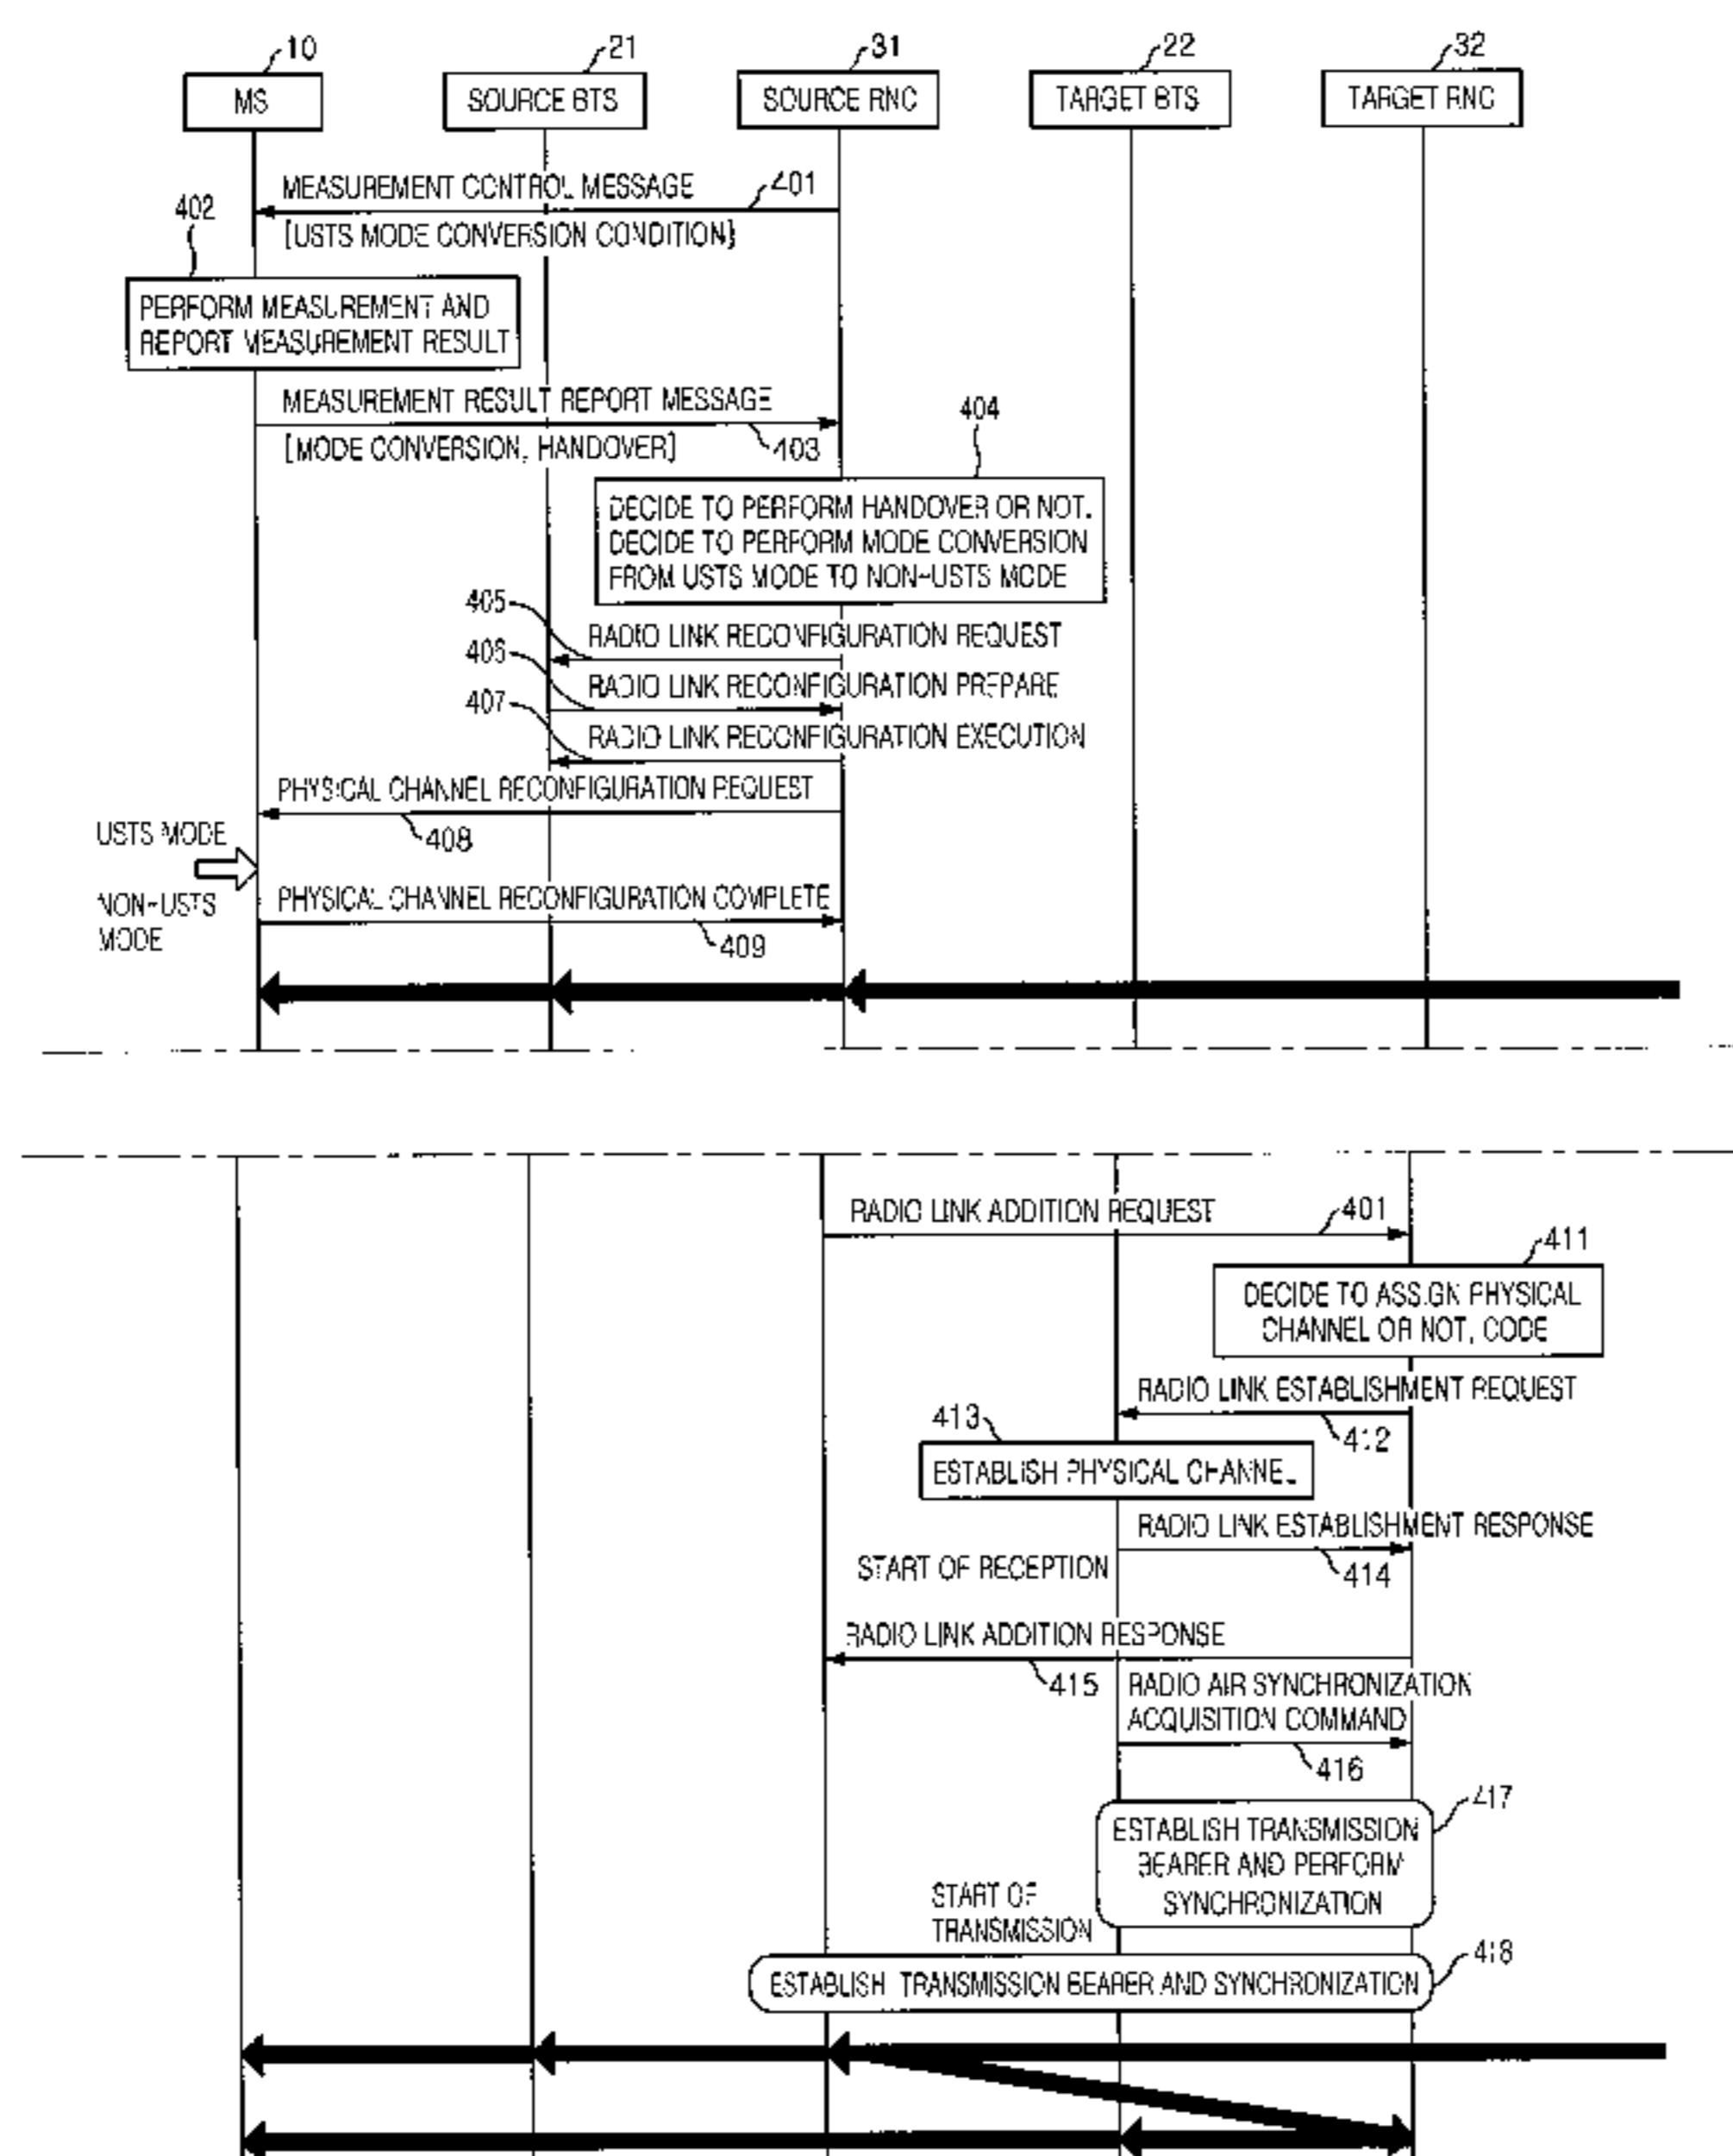 10
21
31
22
32
MS
SOURCE BTS
SOURCE RNC
TARGET BTS
TARGET RNC
MEASUREMENT CONTROL MESSAGE
401
[USTS MODE CONVERSION CONDITION]
402
PERFORM MEASUREMENT AND
REPORT MEASUREMENT RESULT
MEASUREMENT RESULT REPORT MESSAGE
[MODE CONVERSION, HANDOVER]
403
404
DECIDE TO PERFORM HANDOVER OR NOT.
DECIDE TO PERFORM MODE CONVERSION
FROM USTS MODE TO NON-USTS MODE
405
RADIO LINK RECONFIGURATION REQUEST
406
RADIO LINK RECONFIGURATION PREPARE
407
RADIO LINK RECONFIGURATION EXECUTION
PHYSICAL CHANNEL RECONFIGURATION REQUEST
408
USTS MODE
NON-USTS
MODE
PHYSICAL CHANNEL RECONFIGURATION COMPLETE
409
RADIO LINK ADDITION REQUEST
401
411
DECIDE TO ASSIGN PHYSICAL
CHANNEL OR NOT, CODE
RADIO LINK ESTABLISHMENT REQUEST
412
413
ESTABLISH PHYSICAL CHANNEL
RADIO LINK ESTABLISHMENT RESPONSE
414
START OF RECEPTION
RADIO LINK ADDITION RESPONSE
415
RADIO AIR SYNCHRONIZATION
ACQUISITION COMMAND
416
417
ESTABLISH TRANSMISSION
BEARER AND PERFORM
SYNCHRONIZATION
START OF
TRANSMISSION
418
ESTABLISH TRANSMISSION BEARER AND SYNCHRONIZATION